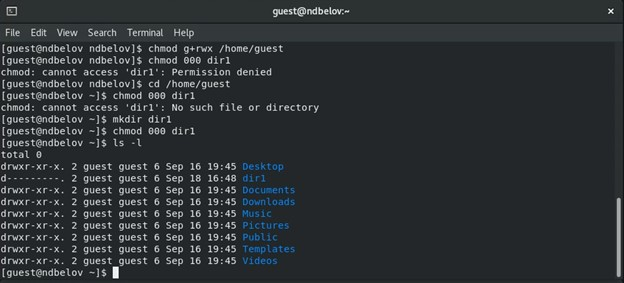 guest@ndbelov:~
File Edit View Search Terminal Help
[guest@ndbelov ndbelov]$ chmod g+rwx /home/guest
[guest@ndbelov ndbelov]$ chmod 000 dir1
chmod: cannot access 'dir1': Permission denied
[guest@ndbelov ndbelov]$ cd /home/guest
[guest@ndbelov ~]$ chmod 000 dir1
chmod: cannot access 'dir1': No such file or directory
[guest@ndbelov ~]$ mkdir dir1
[guest@ndbelov ~]$ chmod 000 dir1
[guest@ndbelov ~]$ ls -l
total 0
drwxr-xr-x. 2 guest guest 6 Sep 16 19:45 Desktop
d---------. 2 guest guest 6 Sep 18 16:48 dir1
drwxr-xr-x. 2 guest guest 6 Sep 16 19:45 Documents
drwxr-xr-x. 2 guest guest 6 Sep 16 19:45 Downloads
drwxr-xr-x. 2 guest guest 6 Sep 16 19:45 Music
drwxr-xr-x. 2 guest guest 6 Sep 16 19:45 Pictures
drwxr-xr-x. 2 guest guest 6 Sep 16 19:45 Public
drwxr-xr-x. 2 guest guest 6 Sep 16 19:45 Templates
drwxr-xr-x. 2 guest guest 6 Sep 16 19:45 Videos
[guest@ndbelov ~]$